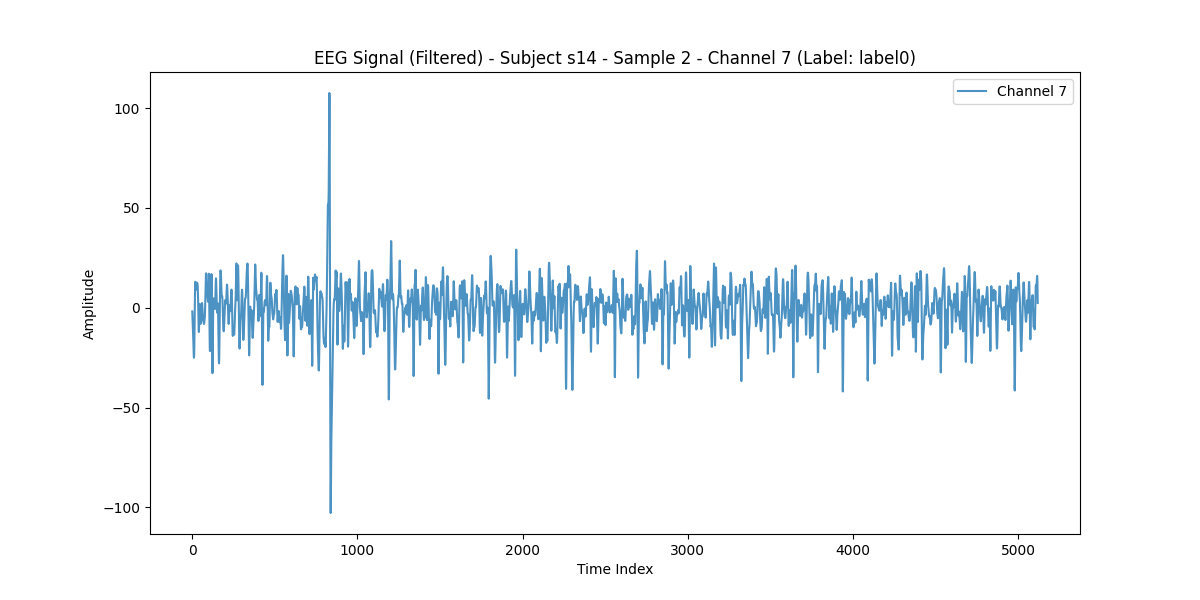 EEG Signal (Filtered) - Subject s14 - Sample 2 - Channel 7 (Label: label0)
Channel 7
100
50
0
−50
−100
Amplitude
0 1000 2000 3000 4000 5000
Time Index